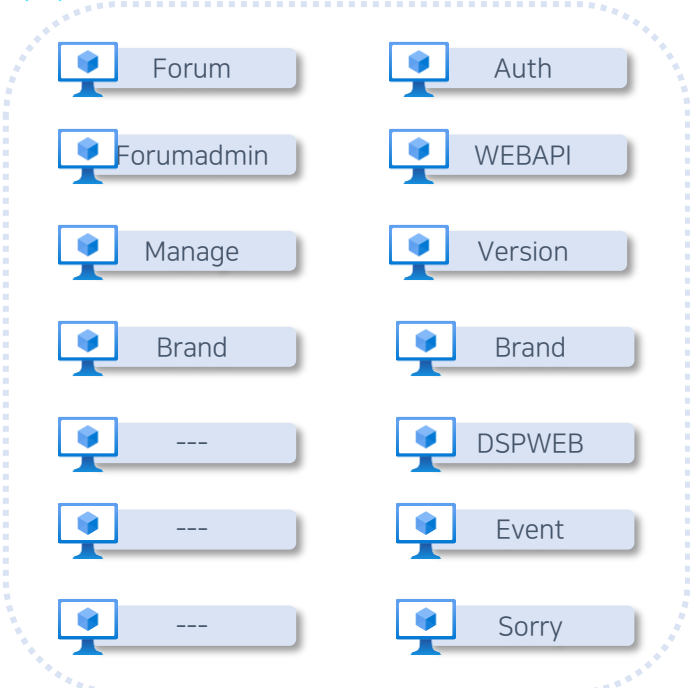 Forum
Auth
Forumadmin
WEBAPI
Manage
Version
Brand
Brand
---
DSPWEB
---
Event
---
Sorry